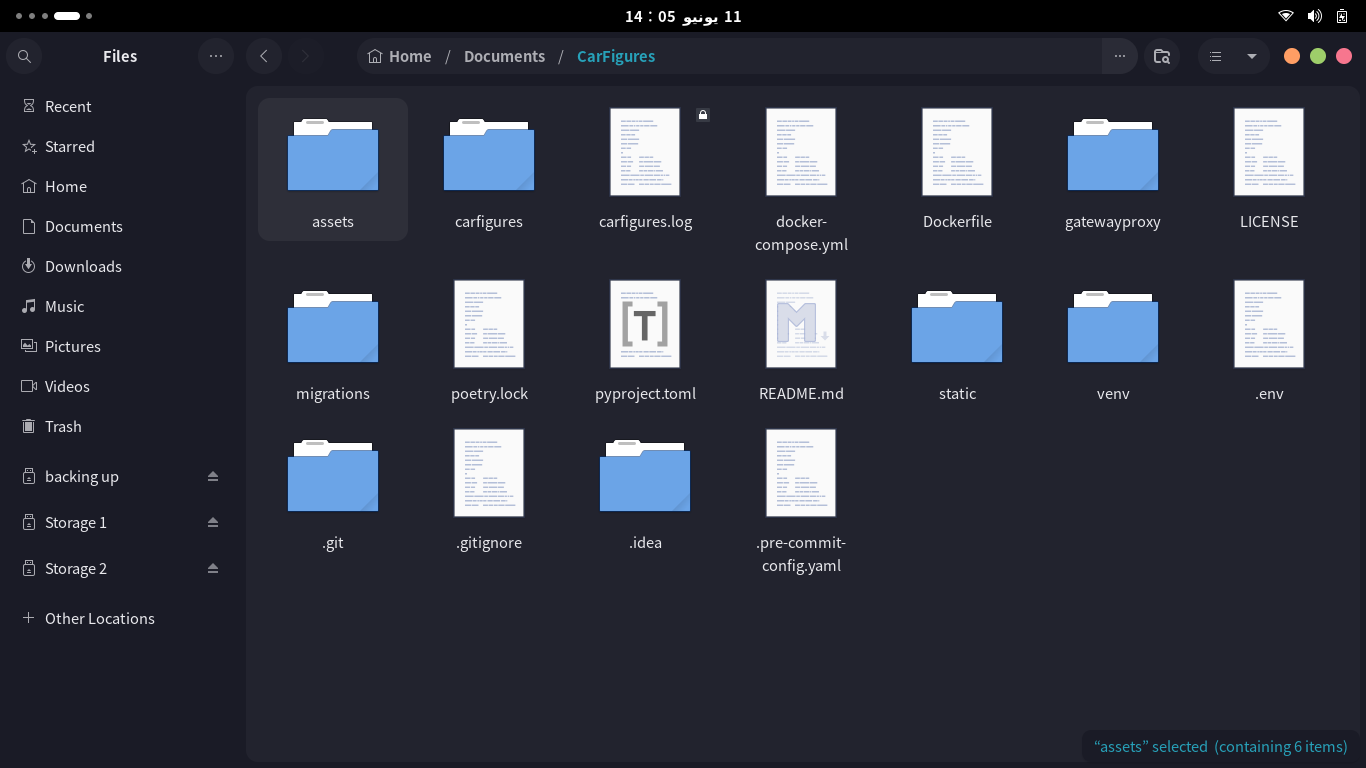 11 يونيو 05 : 14
Files
Home / Documents / CarFigures
Recent
Starred
Home
Documents
Downloads
Music
Pictures
Videos
Trash
backing up
Storage 1
Storage 2
Other Locations
assets
carfigures
carfigures.log
docker-
compose.yml
Dockerfile
gatewayproxy
LICENSE
migrations
poetry.lock
pyproject.toml
README.md
static
venv
.env
.git
.gitignore
.idea
.pre-commit-
config.yaml
“assets” selected (containing 6 items)